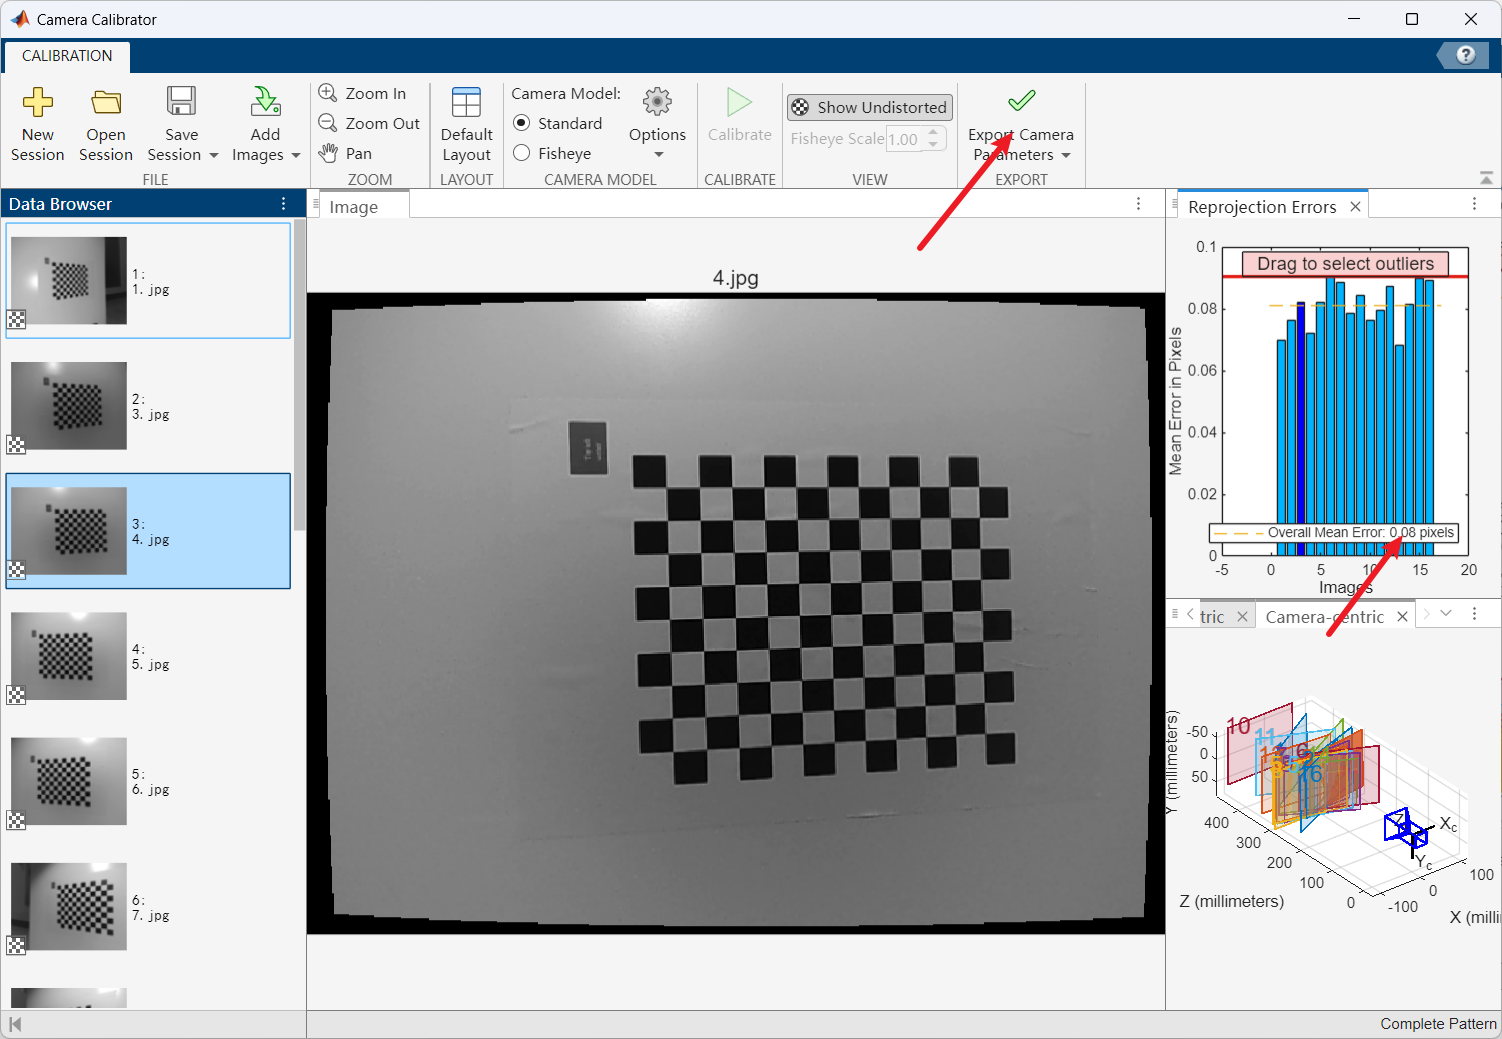 Camera Calibrator
CALIBRATION
?
New
Session
Open
Session
Save
Session
Add
Images
FILE
Zoom In
Zoom Out
Pan
ZOOM
Default
Layout
LAYOUT
Camera Model:
Standard
Fisheye
Options
CAMERA MODEL
Calibrate
CALIBRATE
Show Undistorted
Fisheye Scale 1.00
VIEW
Export Camera
Parameters
EXPORT
Data Browser
1:
1. jpg
2:
3. jpg
3:
4. jpg
4:
5. jpg
5:
6. jpg
6:
7. jpg
Image
4.jpg
Reprojection Errors
Drag to select outliers
0.1
0.08
0.06
0.04
0.02
0
Mean Error in Pixels
Overall Mean Error: 0.08 pixels
-5 0 5 10 15 20
Images
tric
Camera-centric
-50
0
50
Y (millimeters)
10
11
400
300
200
100
0
Z (millimeters)
Xc
Yc
100
0
-100
X (milli
Complete Pattern